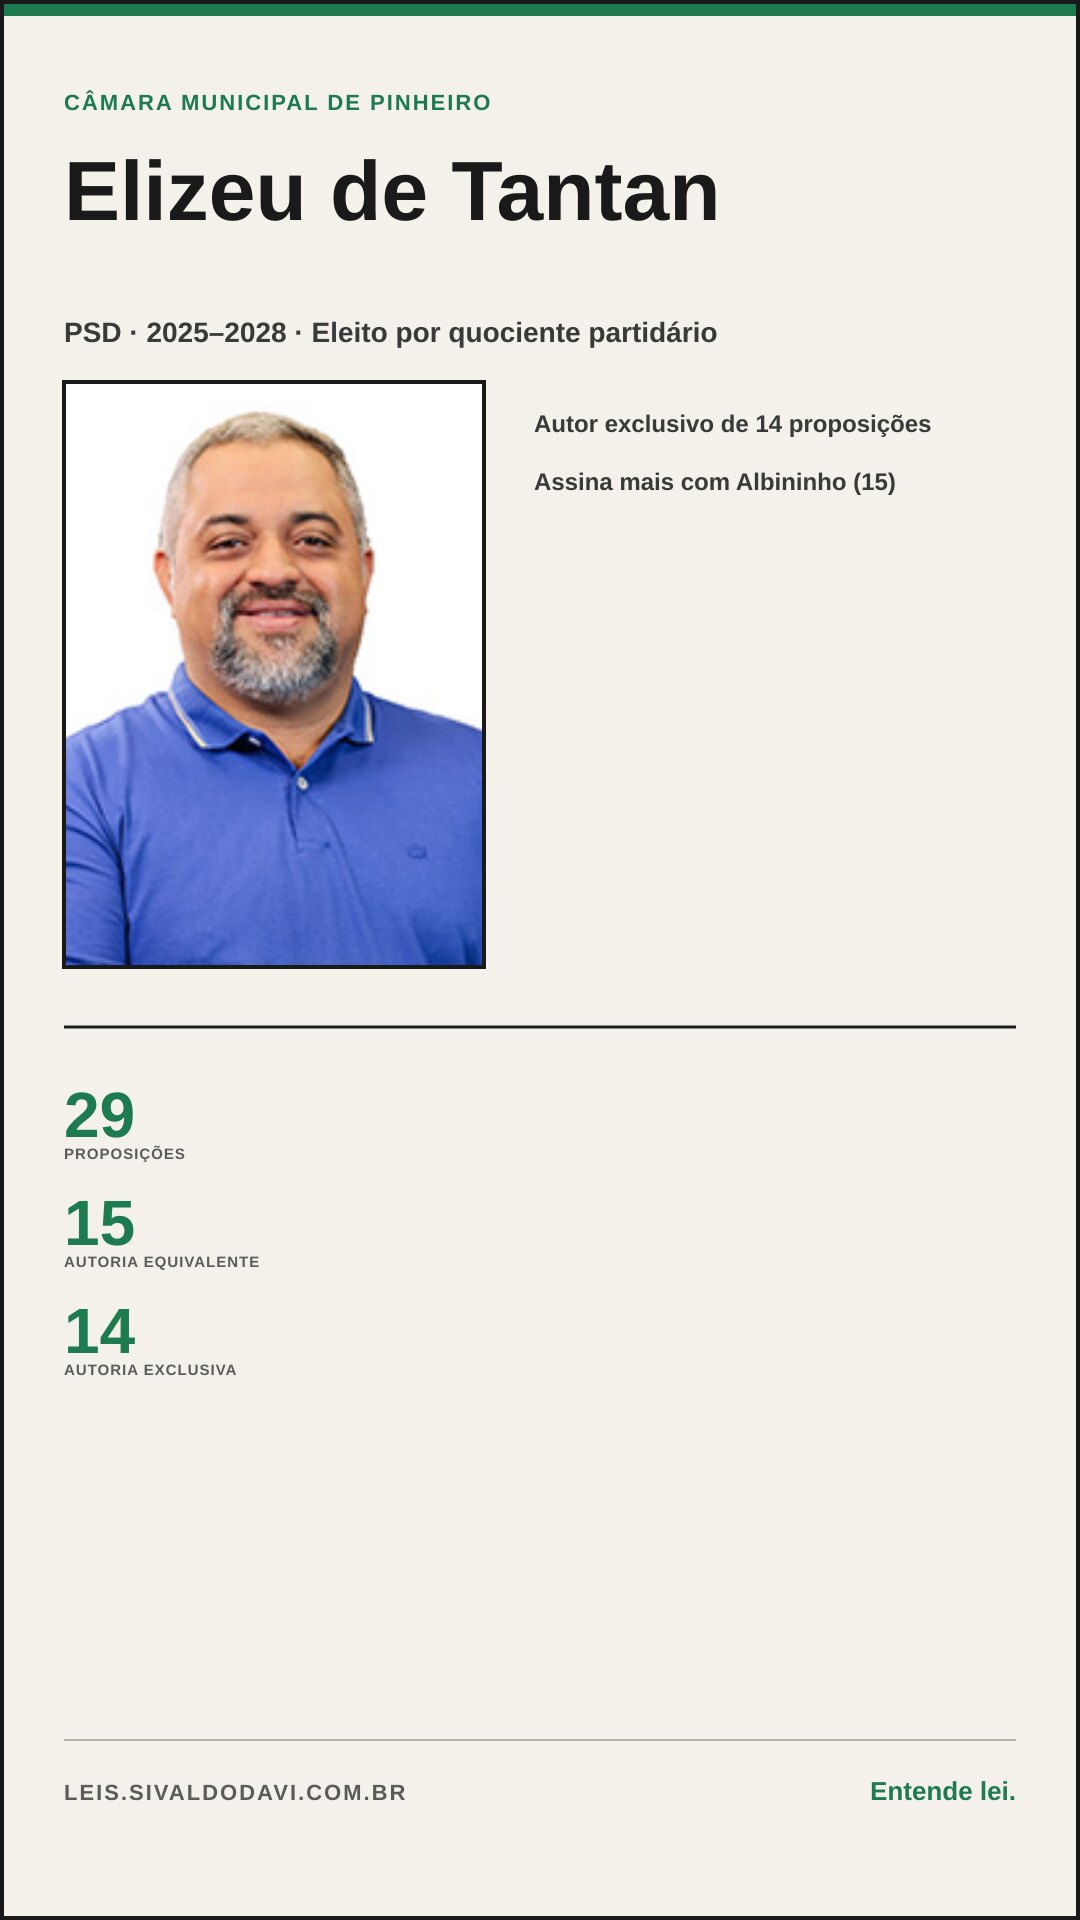 CÂMARA MUNICIPAL DE PINHEIRO
Elizeu de Tantan
PSD · 2025–2028 · Eleito por quociente partidário
Autor exclusivo de 14 proposições
Assina mais com Albininho (15)
29
PROPOSIÇÕES
15
AUTORIA EQUIVALENTE
14
AUTORIA EXCLUSIVA
LEIS.SIVALDODAVI.COM.BR
Entende lei.